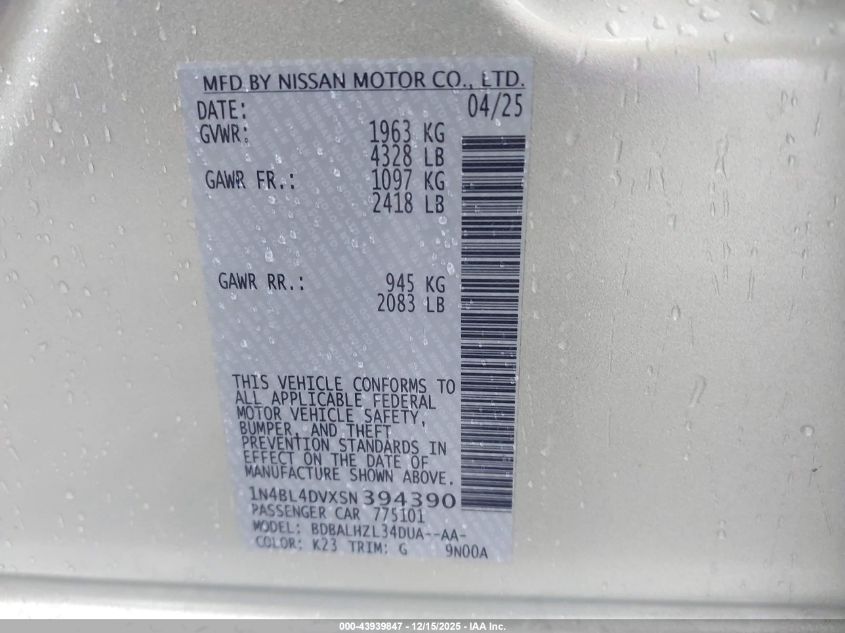 MFD BY NISSAN MOTOR CO., LTD.
DATE: 04/25
GVWR: 1963 KG
4328 LB
GAWR FR.: 1097 KG
2418 LB
GAWR RR.: 945 KG
2083 LB
THIS VEHICLE CONFORMS TO
ALL APPLICABLE FEDERAL
MOTOR VEHICLE SAFETY,
BUMPER, AND THEFT
PREVENTION STANDARDS IN
EFFECT ON THE DATE OF
MANUFACTURE SHOWN ABOVE.
1N4BL4DVXSN394390
PASSENGER CAR 775101
MODEL: BDBALHZL34DUA--AA-
COLOR: K23 TRIM: G 9N00A
000-43939847 - 12/15/2025 - IAA Inc.